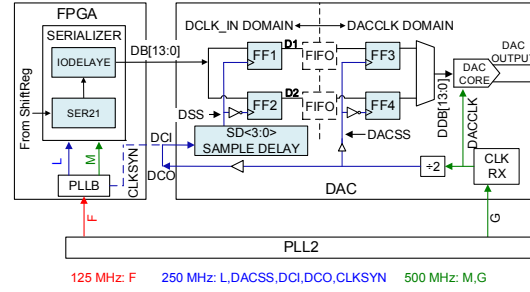 FPGA
DAC
DCLK_IN DOMAIN
DACCLK DOMAIN
SERIALIZER
IODELAYE
SER21
From ShiftReg
DB[13:0]
D1
D2
FF1
FIFO
FF3
FF2
FIFO
FF4
DSS
DACSS
SD<3:0>
SAMPLE DELAY
DCI
DCO
CLKSYN
L
M
PLLB
F
DDB[13:0]
DAC
CORE
DAC
OUTPUT
DACCLK
÷2
CLK
RX
DAC
G
PLL2
125 MHz: F
250 MHz: L,DACSS,DCI,DCO,CLKSYN
500 MHz: M,G